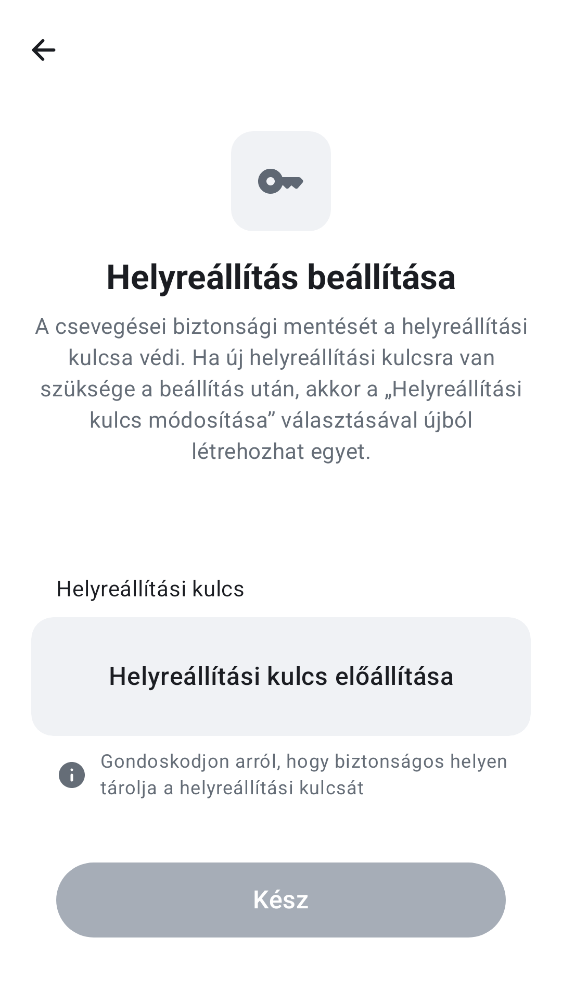 Helyreállítás beállítása
A csevegései biztonsági mentését a helyreállítási
kulcsa védi. Ha új helyreállítási kulcsra van
szüksége a beállítás után, akkor a „Helyreállítási
kulcs módosítása” választásával újból
létrehozhat egyet.
Helyreállítási kulcs
Helyreállítási kulcs előállítása
Gondoskodjon arról, hogy biztonságos helyen
tárolja a helyreállítási kulcsát
Kész